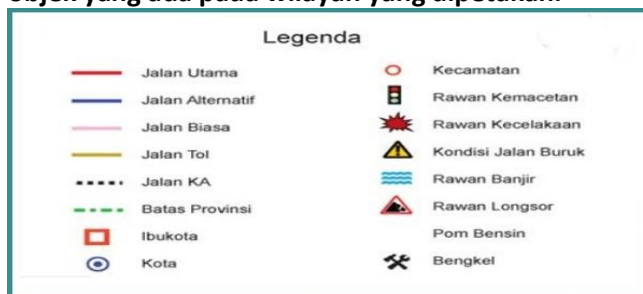 objek yang ada pada wilayah yang dipetakan.
Legenda
Jalan Utama
Jalan Alternatif
Jalan Biasa
Jalan Tol
Jalan KA
Batas Provinsi
Ibukota
Kota
Kecamatan
Rawan Kemacetan
Rawan Kecelakaan
Kondisi Jalan Buruk
Rawan Banjir
Rawan Longsor
Pom Bensin
Bengkel